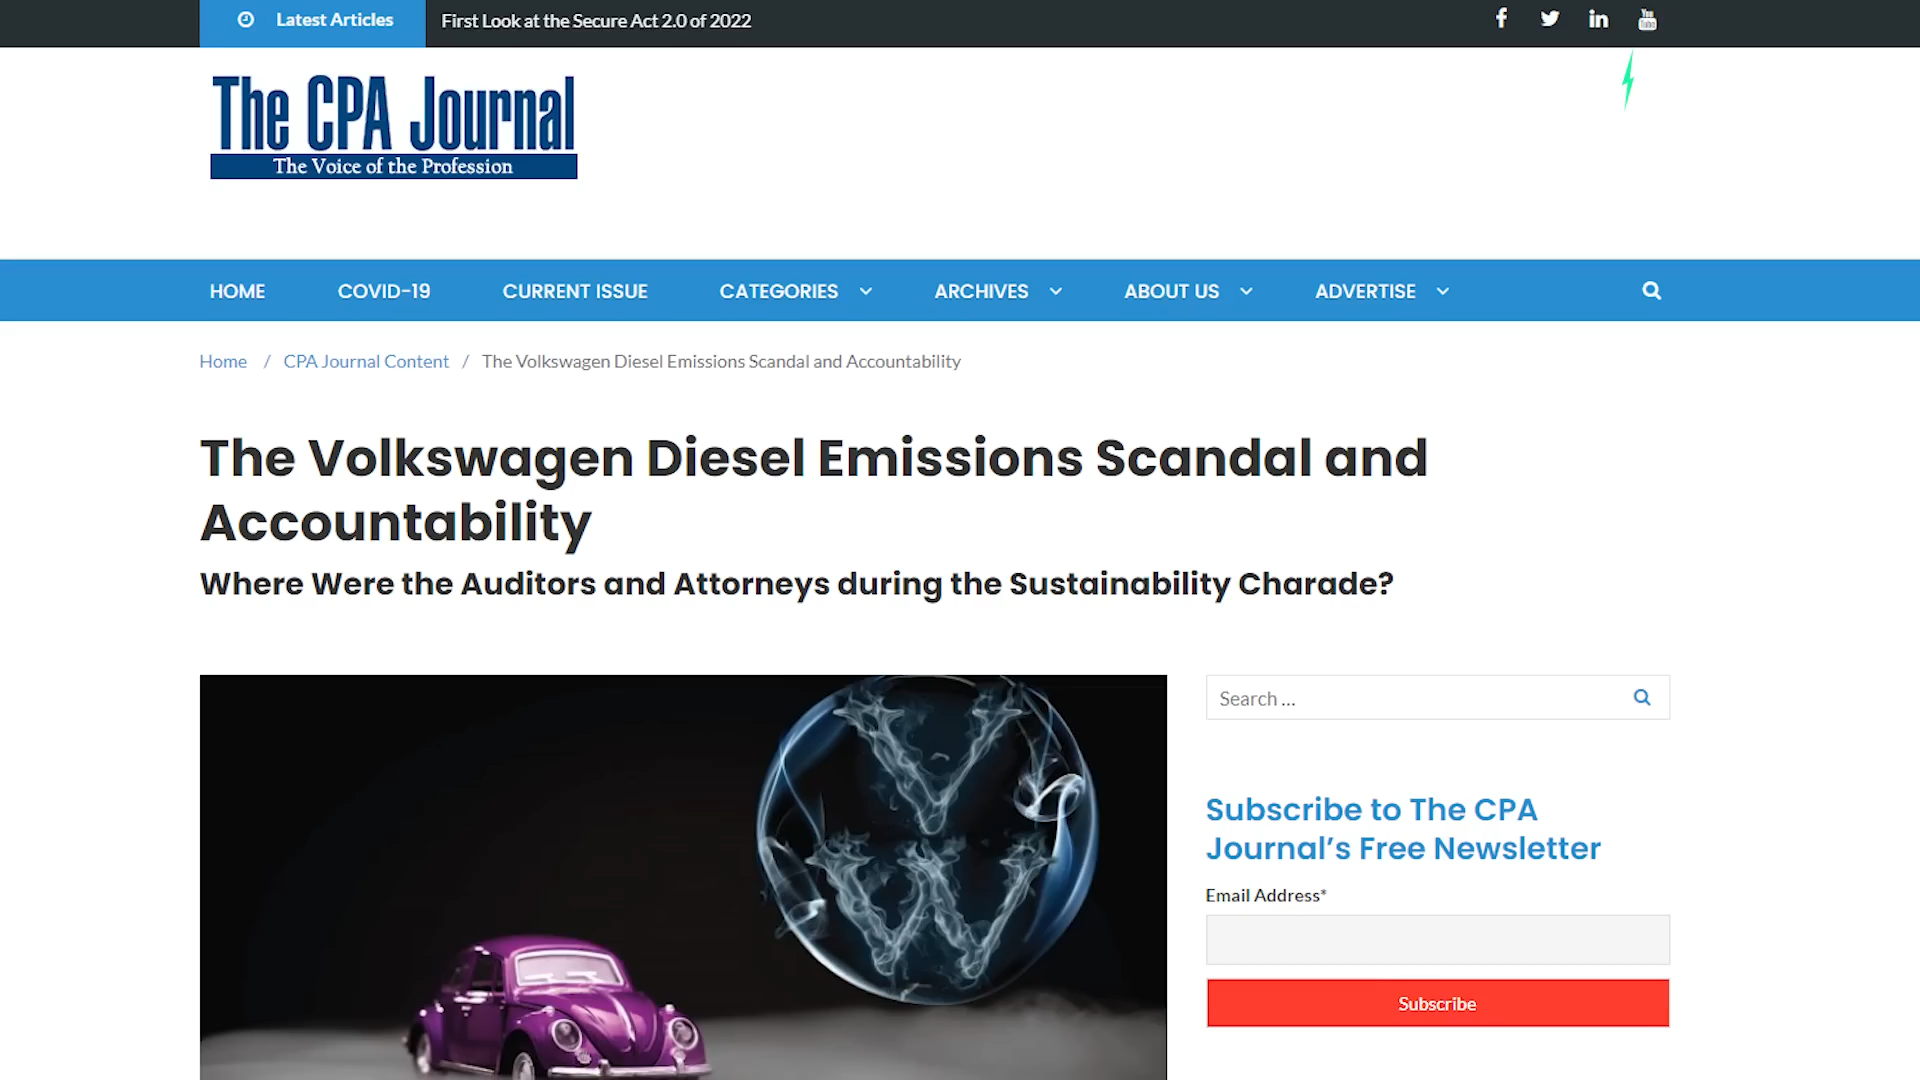 Latest Articles
First Look at the Secure Act 2.0 of 2022
You
Tube
The CPA Journal
The Voice of the Profession
HOME
COVID-19
CURRENT ISSUE
CATEGORIES
ARCHIVES
ABOUT US
ADVERTISE
Home / CPA Journal Content / The Volkswagen Diesel Emissions Scandal and Accountability
The Volkswagen Diesel Emissions Scandal and
Accountability
Where Were the Auditors and Attorneys during the Sustainability Charade?
V
W
Search ...
Subscribe to The CPA
Journal’s Free Newsletter
Email Address*
Subscribe